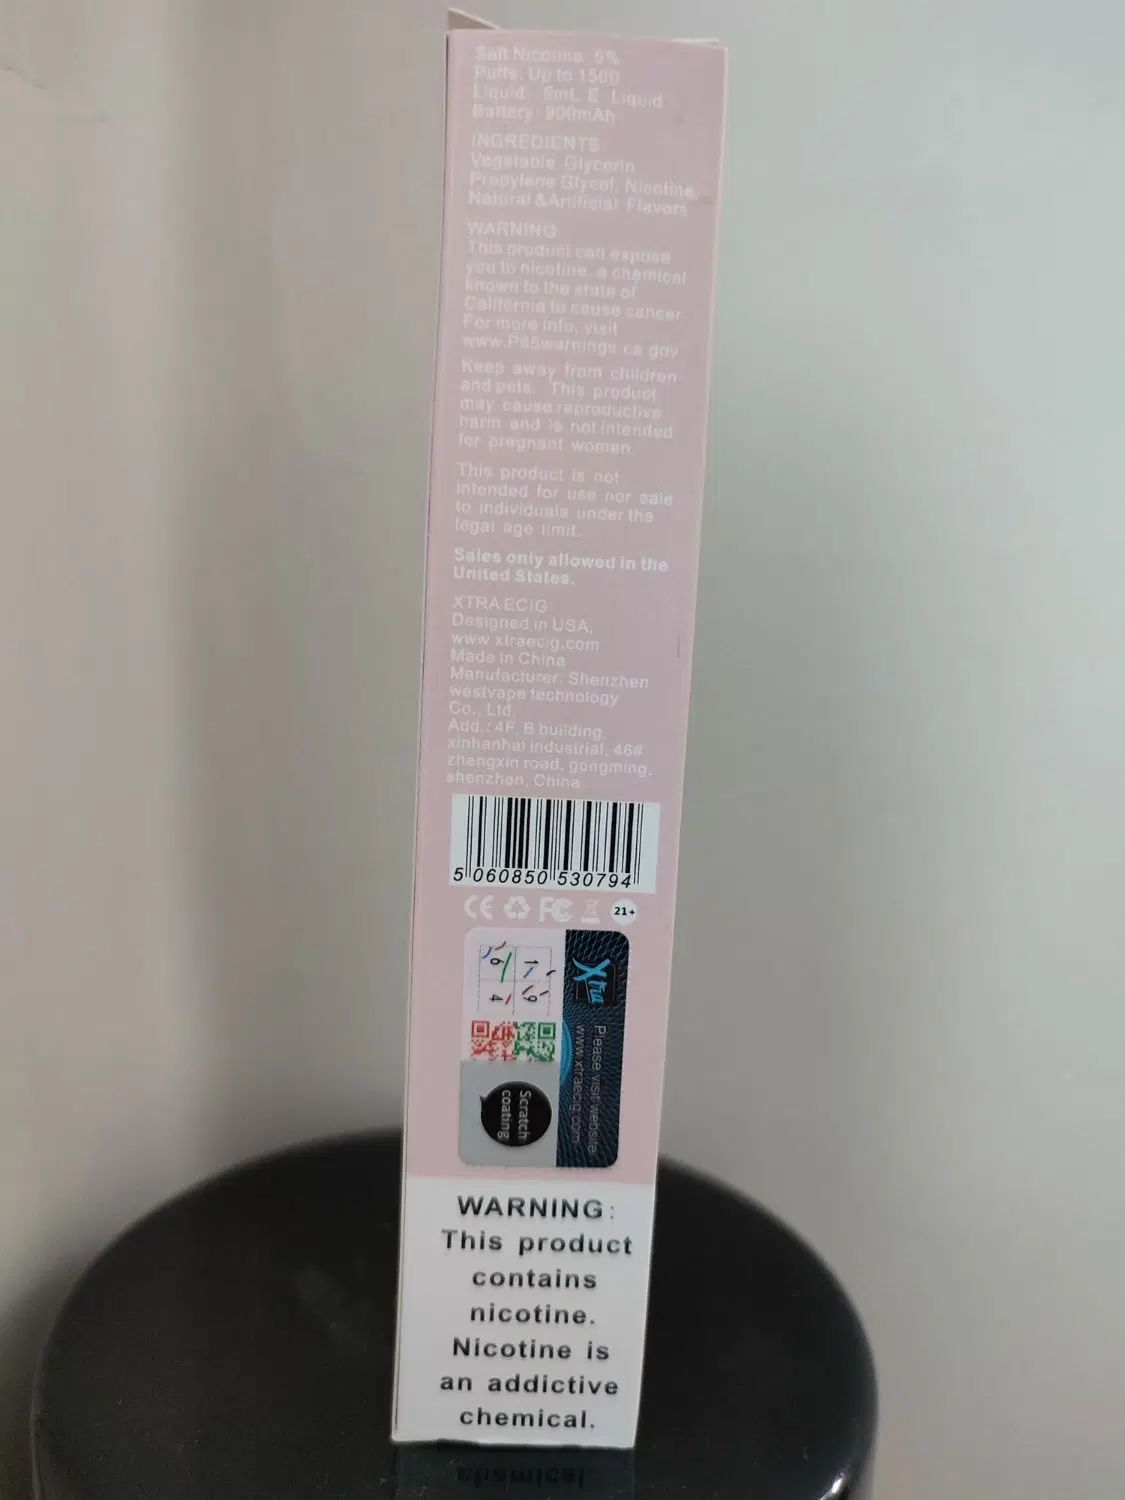 Salt Nicotine 5%
Puffs: Up to 1500
Liquid: 5mL E Liquid
Battery 900mAh
INGREDIENTS
Vegetable Glycerin
Propylene Glycol, Nicotine,
Natural &Artificial Flavors
WARNING
This product can expose
you to nicotine, a chemical
known to the state of
California to cause cancer
For more info, visit
www.P65warnings.ca.gov
Keep away from children
and pets. This product
may cause reproductive
harm and is not intended
for pregnant women.
This product is not
intended for use nor sale
to individuals under the
legal age limit.
Sales only allowed in the
United States.
XTRA ECIG
Designed in USA,
www xtraecig.com
Made in China
Manufacturer: Shenzhen
westvape technology
Co., Ltd.
Add.: 4F, B building,
xinhanhai industrial, 46#
zhengxin road, gongming,
shenzhen, China
5 060850 530794
CE FC 21+
1 9
6 4
Xtra
Please visit website:
www.xtraecig.com
Scratch
coating
WARNING:
This product
contains
nicotine.
Nicotine is
an addictive
chemical.